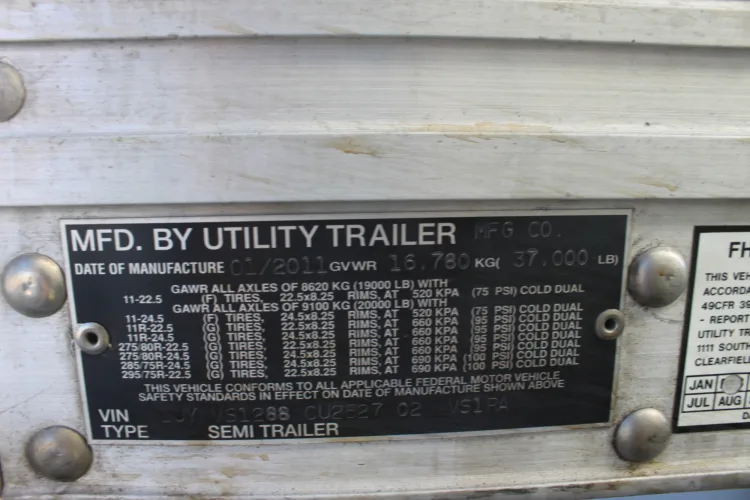 MFD. BY UTILITY TRAILER MFG CO.
DATE OF MANUFACTURE 01/2011 GVWR 16.780 KG( 37.000 LB)
GAWR ALL AXLES OF 8620 KG (19000 LB) WITH
11-22.5 (F) TIRES, 22.5x8.25 RIMS, AT 520 KPA (75 PSI) COLD DUAL
GAWR ALL AXLES OF 9100 KG (20000 LB) WITH
11-24.5 (G) TIRES, 24.5x8.25 RIMS, AT 520 KPA (75 PSI) COLD DUAL
11R-22.5 (G) TIRES, 22.5x8.25 RIMS, AT 660 KPA (95 PSI) COLD DUAL
11R-24.5 (G) TIRES, 24.5x8.25 RIMS, AT 660 KPA (95 PSI) COLD DUAL
275/80R-22.5 (G) TIRES, 22.5x8.25 RIMS, AT 660 KPA (95 PSI) COLD DUAL
275/80R-24.5 (G) TIRES, 24.5x8.25 RIMS, AT 660 KPA (95 PSI) COLD DUAL
285/75R-24.5 (G) TIRES, 24.5x8.25 RIMS, AT 690 KPA (100 PSI) COLD DUAL
295/75R-22.5 (G) TIRES, 22.5x8.25 RIMS, AT 690 KPA (100 PSI) COLD DUAL
THIS VEHICLE CONFORMS TO ALL APPLICABLE FEDERAL MOTOR VEHICLE
SAFETY STANDARDS IN EFFECT ON DATE OF MANUFACTURE SHOWN ABOVE
VIN VS1288 CU2527 02 VS1RA
TYPE SEMI TRAILER
FH
THIS VEH
ACCORDA
49CFR 39
- REPORT
UTILITY TR
1111 SOUTH
CLEARFIEL
JAN
JUL AUG